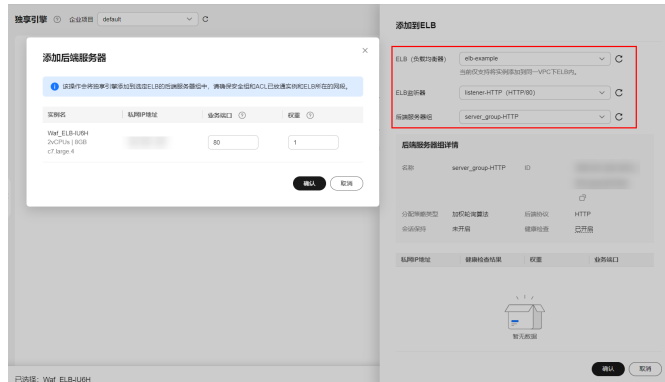 独享引擎 企业项目 default C
添加到ELB
添加后端服务器
该操作会将独享引擎添加到选定ELB的后端服务器组中，请确保安全组和ACL已放通实例和ELB所在的网段。
实例名 私网IP地址 业务端口 权重
Waf_ELB-IU6H
2vCPUs | 8GB
c7.large.4
80 1
确认 取消
ELB（负载均衡器） elb-example
当前仅支持将实例添加到同一VPC下ELB内。
ELB监听器 listener-HTTP (HTTP/80)
后端服务器组 server_group-HTTP
后端服务器组详情
名称 server_group-HTTP ID
分配策略类型 加权轮询算法 后端协议 HTTP
会话保持 未开启 健康检查 已开启
私网IP地址 健康检查结果 权重 业务端口
暂无数据
确认 取消
已选择: Waf_ELB-IU6H